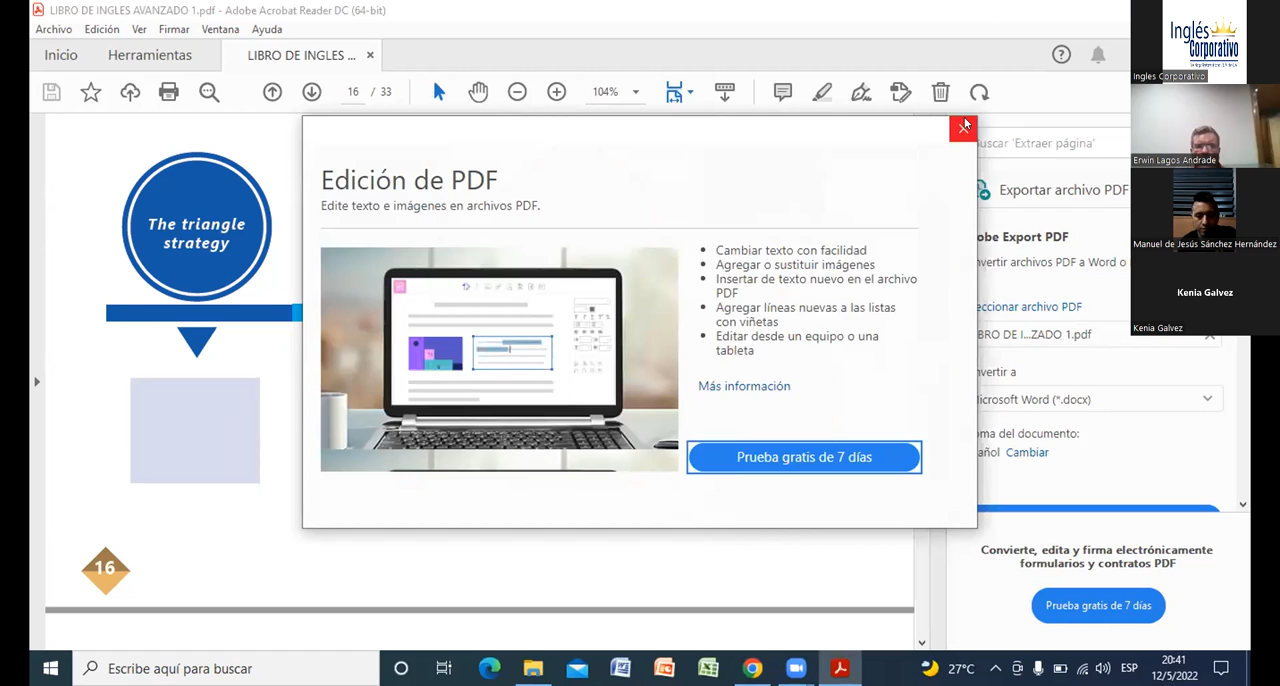 LIBRO DE INGLES AVANZADO 1.pdf - Adobe Acrobat Reader DC (64-bit)
Archivo Edición Ver Firmar Ventana Ayuda
Inicio Herramientas LIBRO DE INGLES ... ×
16 / 33 104%
The triangle
strategy
16
Edición de PDF
Edite texto e imágenes en archivos PDF.
• Cambiar texto con facilidad
• Agregar o sustituir imágenes
• Insertar de texto nuevo en el archivo
PDF
• Agregar líneas nuevas a las listas
con viñetas
• Editar desde un equipo o una
tableta
Más información
Prueba gratis de 7 días
uscar 'Extraer página'
Exportar archivo PDF
obe Export PDF
nvertir archivos PDF a Word o
eccionar archivo PDF
BRO DE I...ZADO 1.pdf
nvertir a
icrosoft Word (*.docx)
oma del documento:
añol Cambiar
Convierte, edita y firma electrónicamente
formularios y contratos PDF
Prueba gratis de 7 días
Inglés
Corporativo
Ingles Corporativo
Erwin Lagos Andrade
Manuel de Jesús Sánchez Hernández
Kenia Galvez
Kenia Galvez
Escribe aquí para buscar
27°C
ESP
20:41
12/5/2022